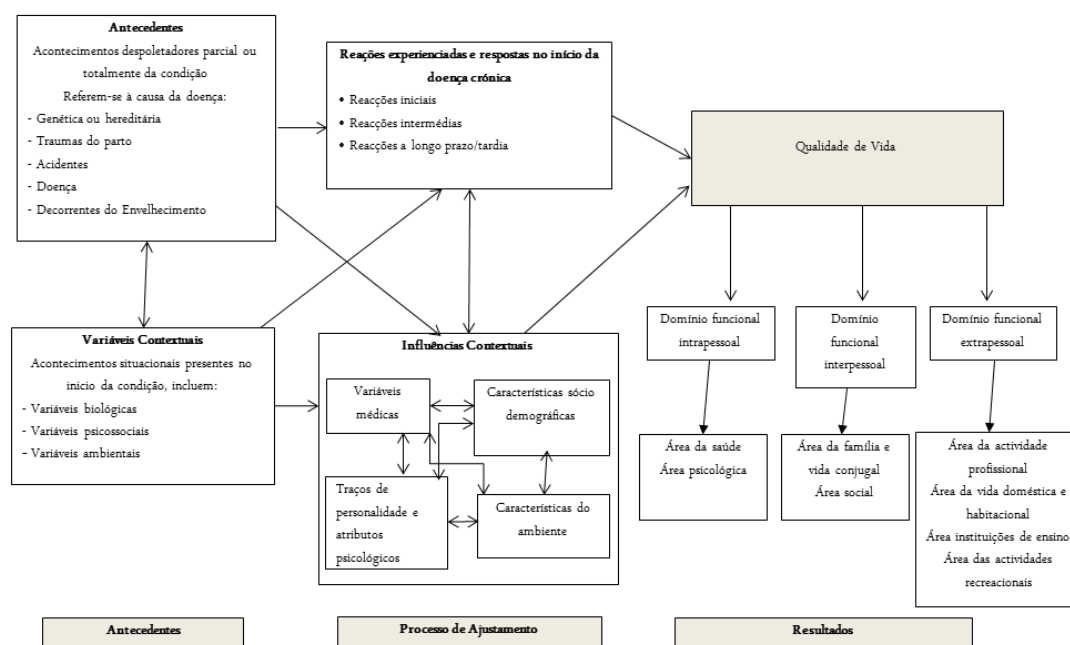 Antecedentes
Acontecimentos despoletadores parcial ou
totalmente da condição
Referem-se à causa da doença:
- Genética ou hereditária
- Traumas do parto
- Acidentes
- Doença
- Decorrentes do Envelhecimento
Reações experienciadas e respostas no início da
doença crónica
• Reacções iniciais
• Reacções intermédias
• Reacções a longo prazo/tardia
Qualidade de Vida
Variáveis Contextuais
Acontecimentos situacionais presentes no
inicio da condição, incluem:
- Variáveis biológicas
- Variáveis psicossociais
- Variáveis ambientais
Influências Contextuais
Variáveis
médicas
Características sócio
demográficas
Traços de
personalidade e
atributos
psicológicos
Características do
ambiente
Domínio funcional
intrapessoal
Domínio
funcional
interpessoal
Domínio funcional
extrapessoal
Área da saúde
Área psicológica
Área da família e
vida conjugal
Área social
Área da actividade
profissional
Área da vida doméstica e
habitacional
Área instituições de ensino
Área das actividades
recreacionais
Antecedentes
Processo de Ajustamento
Resultados